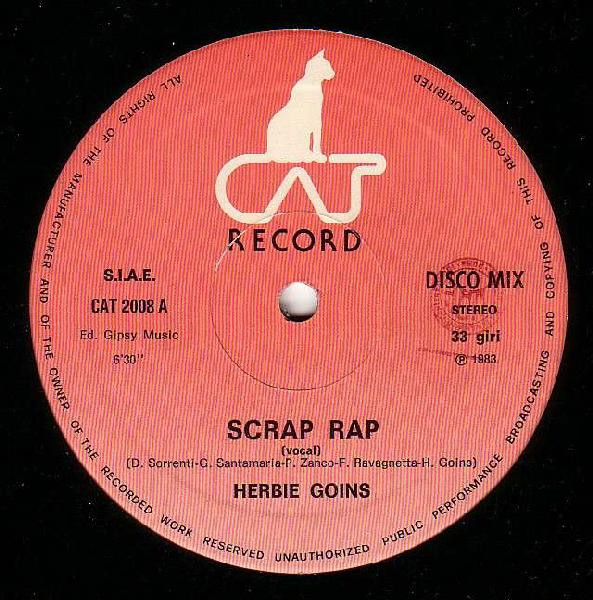 CAT
RECORD
S.I.A.E.
CAT 2008 A
Ed. Gipsy Music
6'30"
DISCO MIX
STEREO
33 giri
℗ 1983
SCRAP RAP
(vocal)
(D. Sorrenti-G. Santamaria-P. Zanco-F. Ravagnetta-H. Goins)
HERBIE GOINS
ALL RIGHTS OF THE MANUFACTURER AND OF THE OWNER OF THE RECORDED WORK RESERVED UNAUTHORIZED PUBLIC PERFORMANCE BROADCASTING AND COPYING OF THIS RECORD PROHIBITED